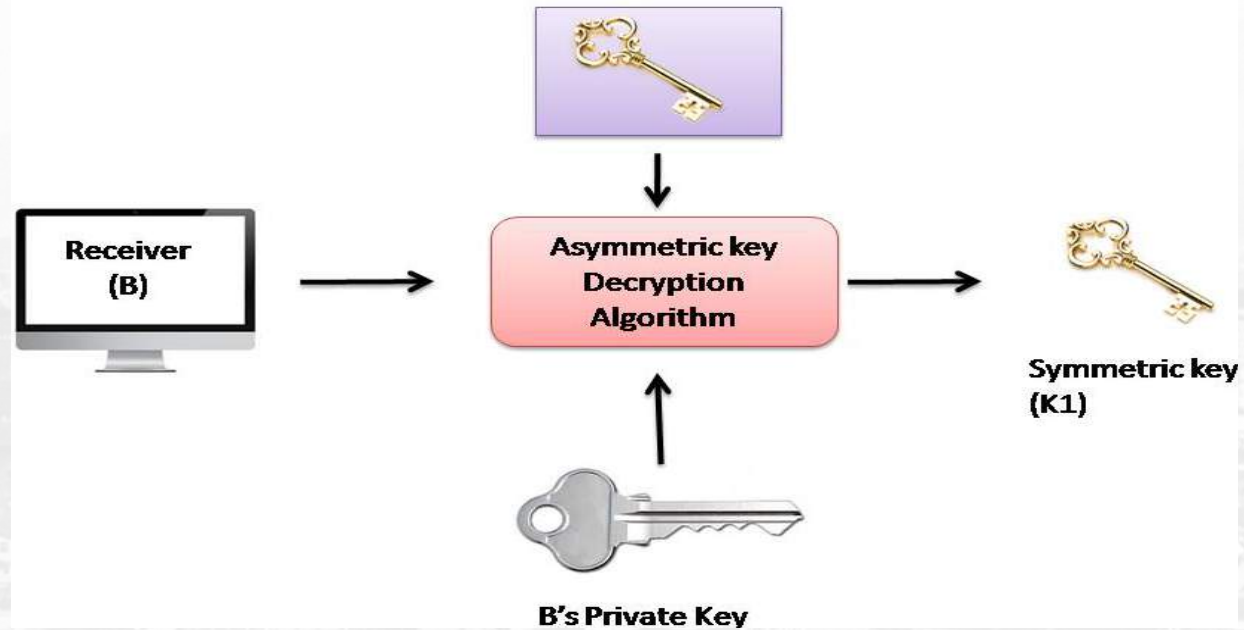 Receiver
(B)
Asymmetric key
Decryption
Algorithm
Symmetric key
(K1)
B's Private Key